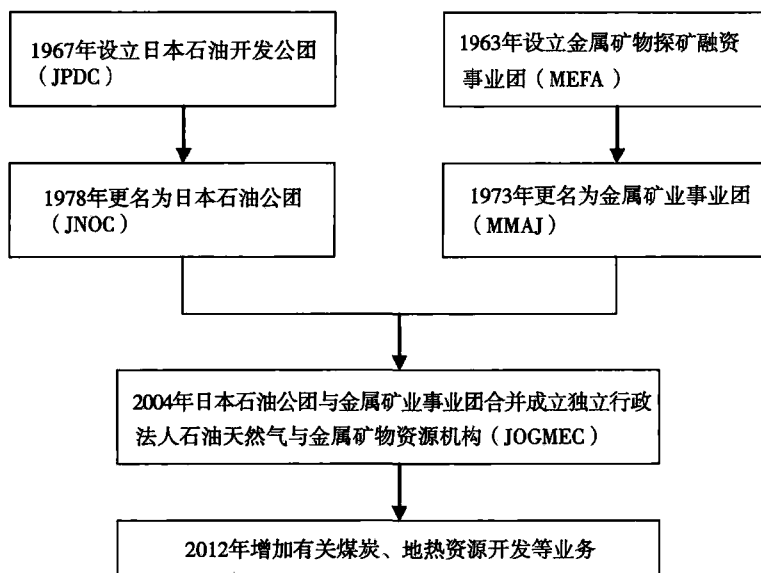 1967年设立日本石油开发公团
（JPDC）
1963年设立金属矿物探矿融资
事业团（MEFA）
1978年更名为日本石油公团
（JNOC）
1973年更名为金属矿业事业团
（MMAJ）
2004年日本石油公团与金属矿业事业团合并成立独立行政
法人石油天然气与金属矿物资源机构（JOGMEC）
2012年增加有关煤炭、地热资源开发等业务